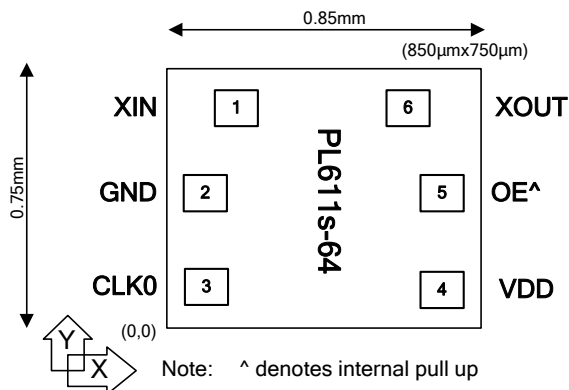 0.85mm
(850µmx750µm)
0.75mm
XIN
1
6
XOUT
PL611s-64
GND
2
5
OE^
CLK0
3
4
VDD
(0,0)
Y
X
Note: ^ denotes internal pull up